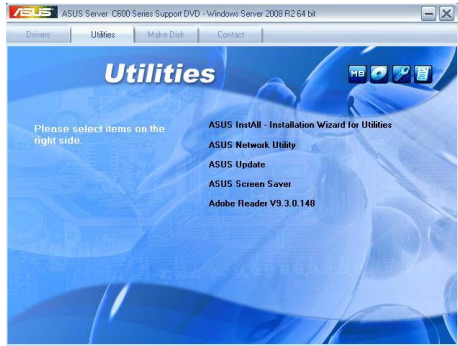 ASUS ASUS Server C600 Series Support DVD - Windows Server 2008 R2 64 bit
Drivers Utilities Make Disk Contact
Utilities
MB
Please select items on the
right side.
ASUS InstAll - Installation Wizard for Utilities
ASUS Network Utility
ASUS Update
ASUS Screen Saver
Adobe Reader V9.3.0.148